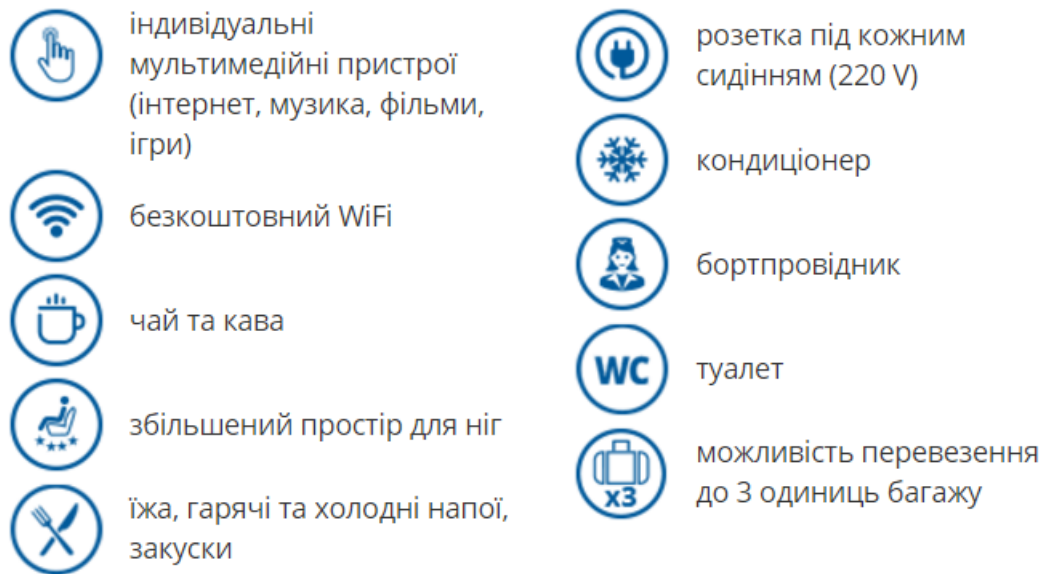 індивідуальні
мультимедійні пристрої
(інтернет, музика, фільми,
ігри)
безкоштовний WiFi
чай та кава
збільшений простір для ніг
їжа, гарячі та холодні напої,
закуски
розетка під кожним
сидінням (220 V)
кондиціонер
бортпровідник
WC
туалет
x3
можливість перевезення
до 3 одиниць багажу